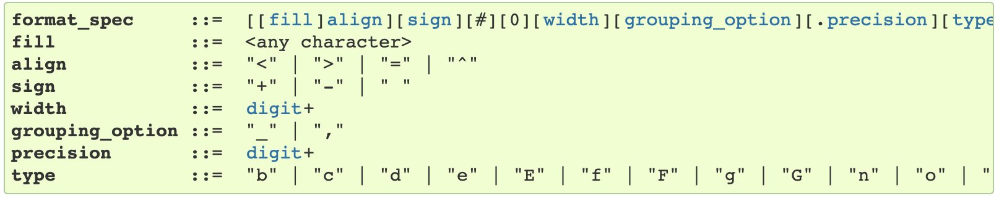 format_spec ::= [[fill]align][sign][#][0][width][grouping_option][.precision][type
fill ::= <any character>
align ::= "<" | ">" | "=" | "^"
sign ::= "+" | "-" | " "
width ::= digit+
grouping_option ::= "_" | ","
precision ::= digit+
type ::= "b" | "c" | "d" | "e" | "E" | "f" | "F" | "g" | "G" | "n" | "o" | "